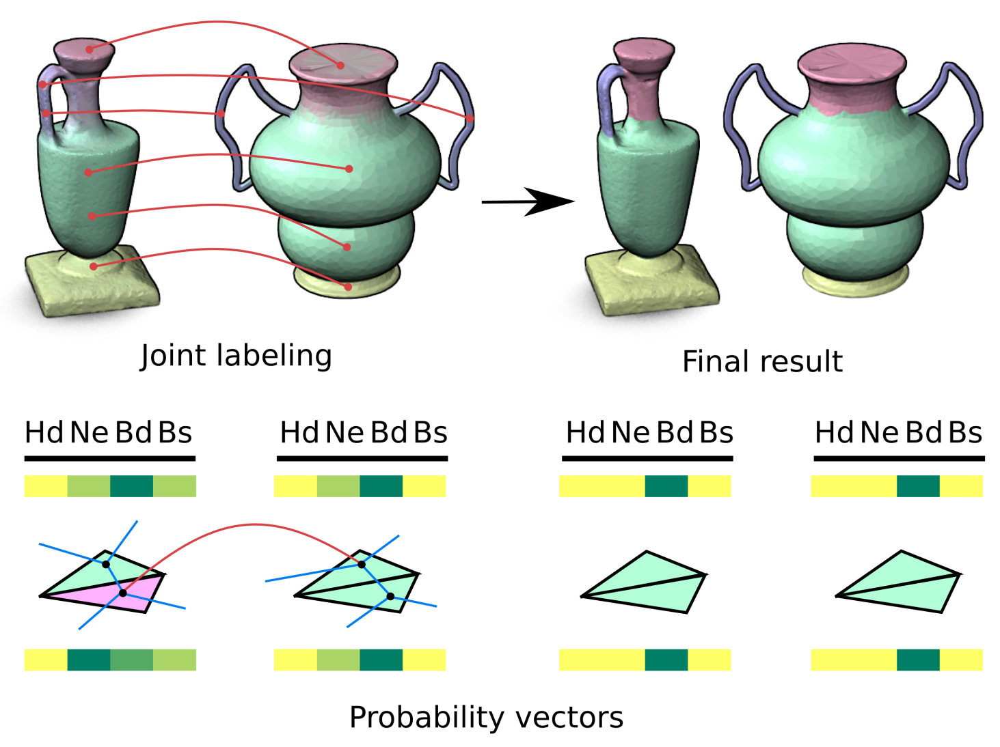 Joint labeling
Final result
Hd Ne Bd Bs
Hd Ne Bd Bs
Hd Ne Bd Bs
Hd Ne Bd Bs
Probability vectors